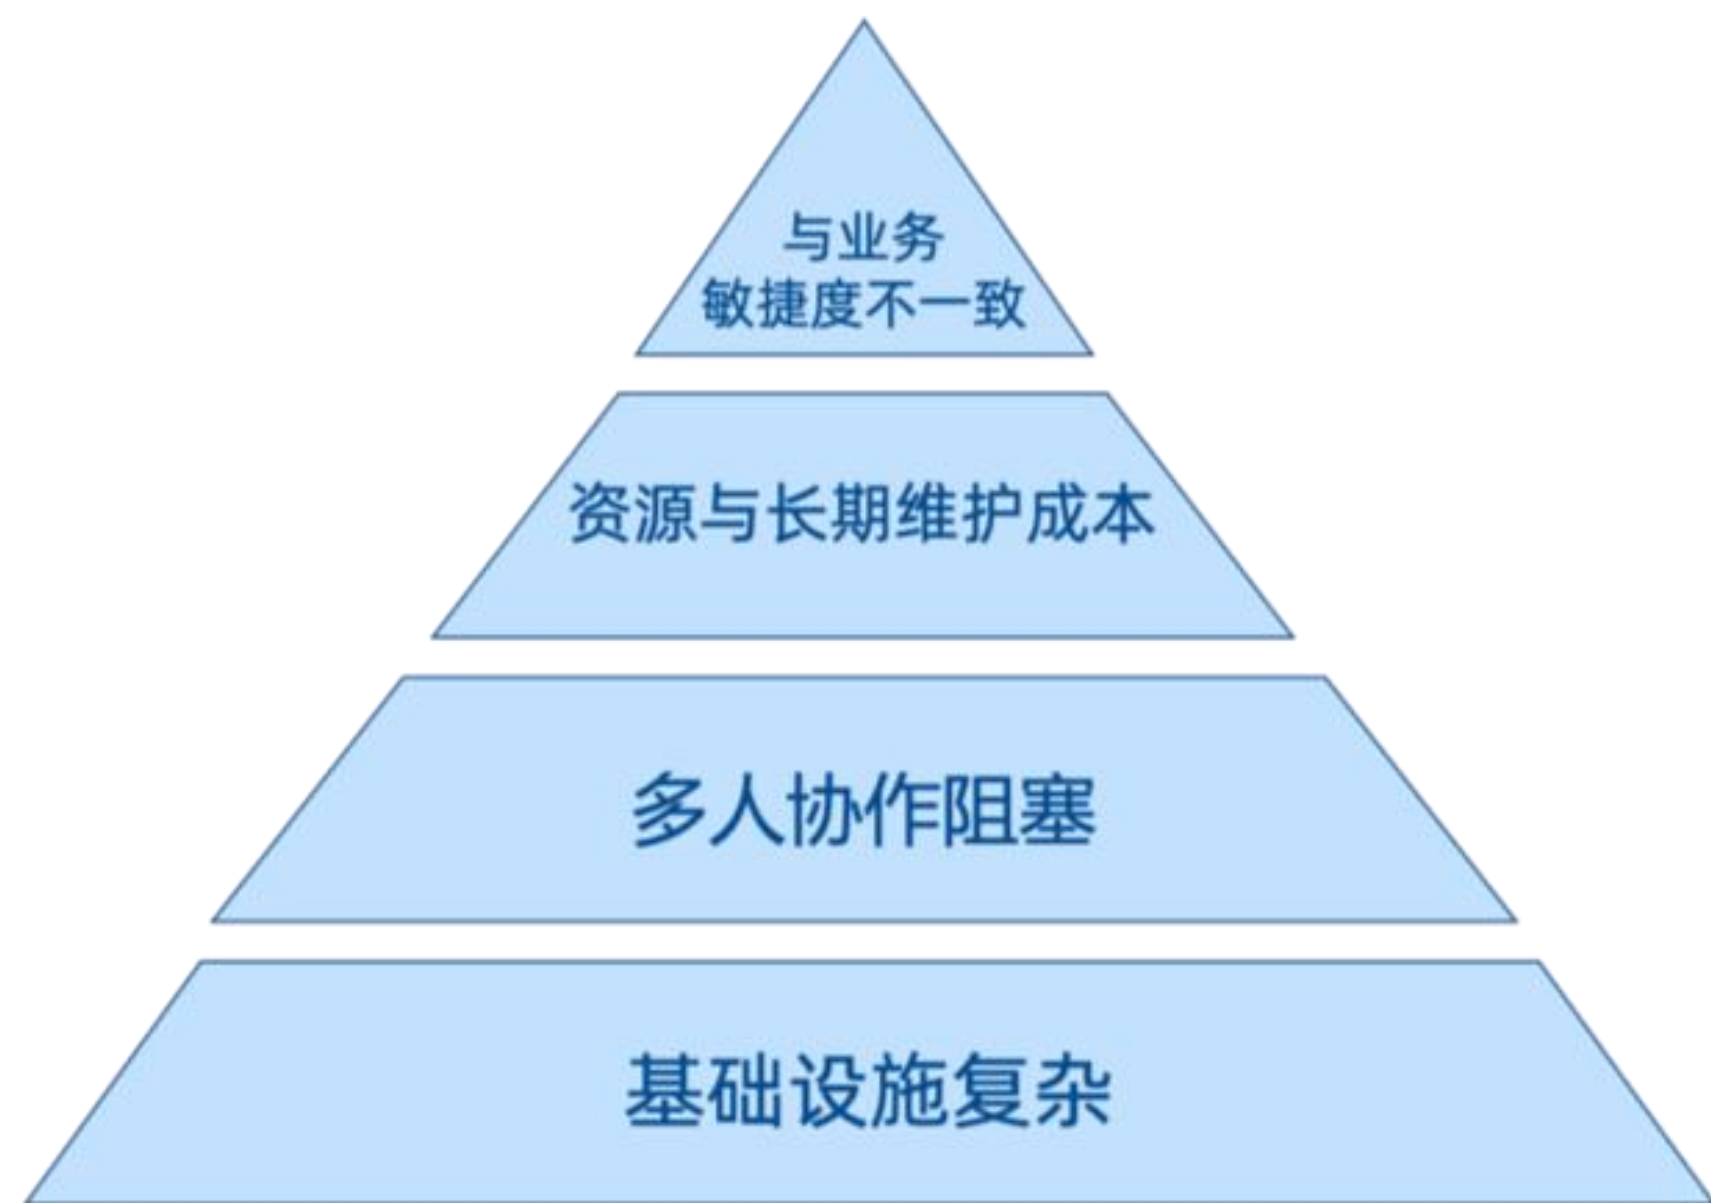 与业务
敏捷度不一致
资源与长期维护成本
多人协作阻塞
基础设施复杂